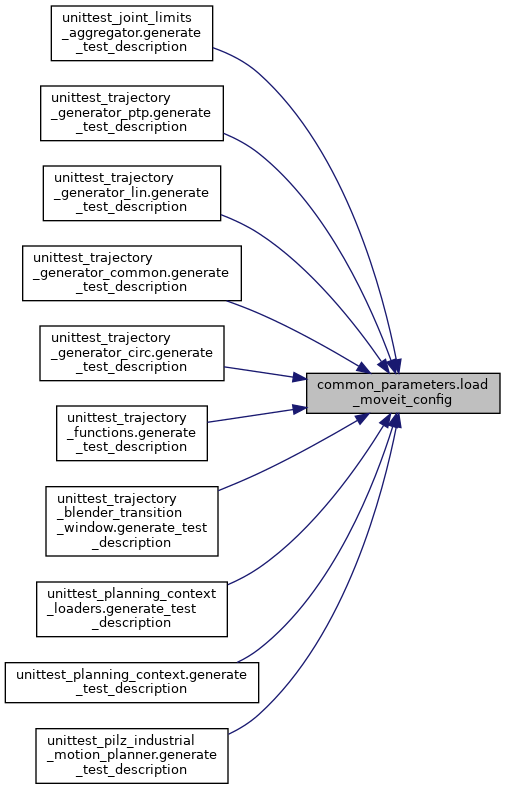 unittest_joint_limits
_aggregator.generate
_test_description
unittest_trajectory
_generator_ptp.generate
_test_description
unittest_trajectory
_generator_lin.generate
_test_description
unittest_trajectory
_generator_common.generate
_test_description
unittest_trajectory
_generator_circ.generate
_test_description
common_parameters.load
_moveit_config
unittest_trajectory
_functions.generate
_test_description
unittest_trajectory
_blender_transition
_window.generate_test
_description
unittest_planning_context
_loaders.generate_test
_description
unittest_planning_context.generate
_test_description
unittest_pilz_industrial
_motion_planner.generate
_test_description